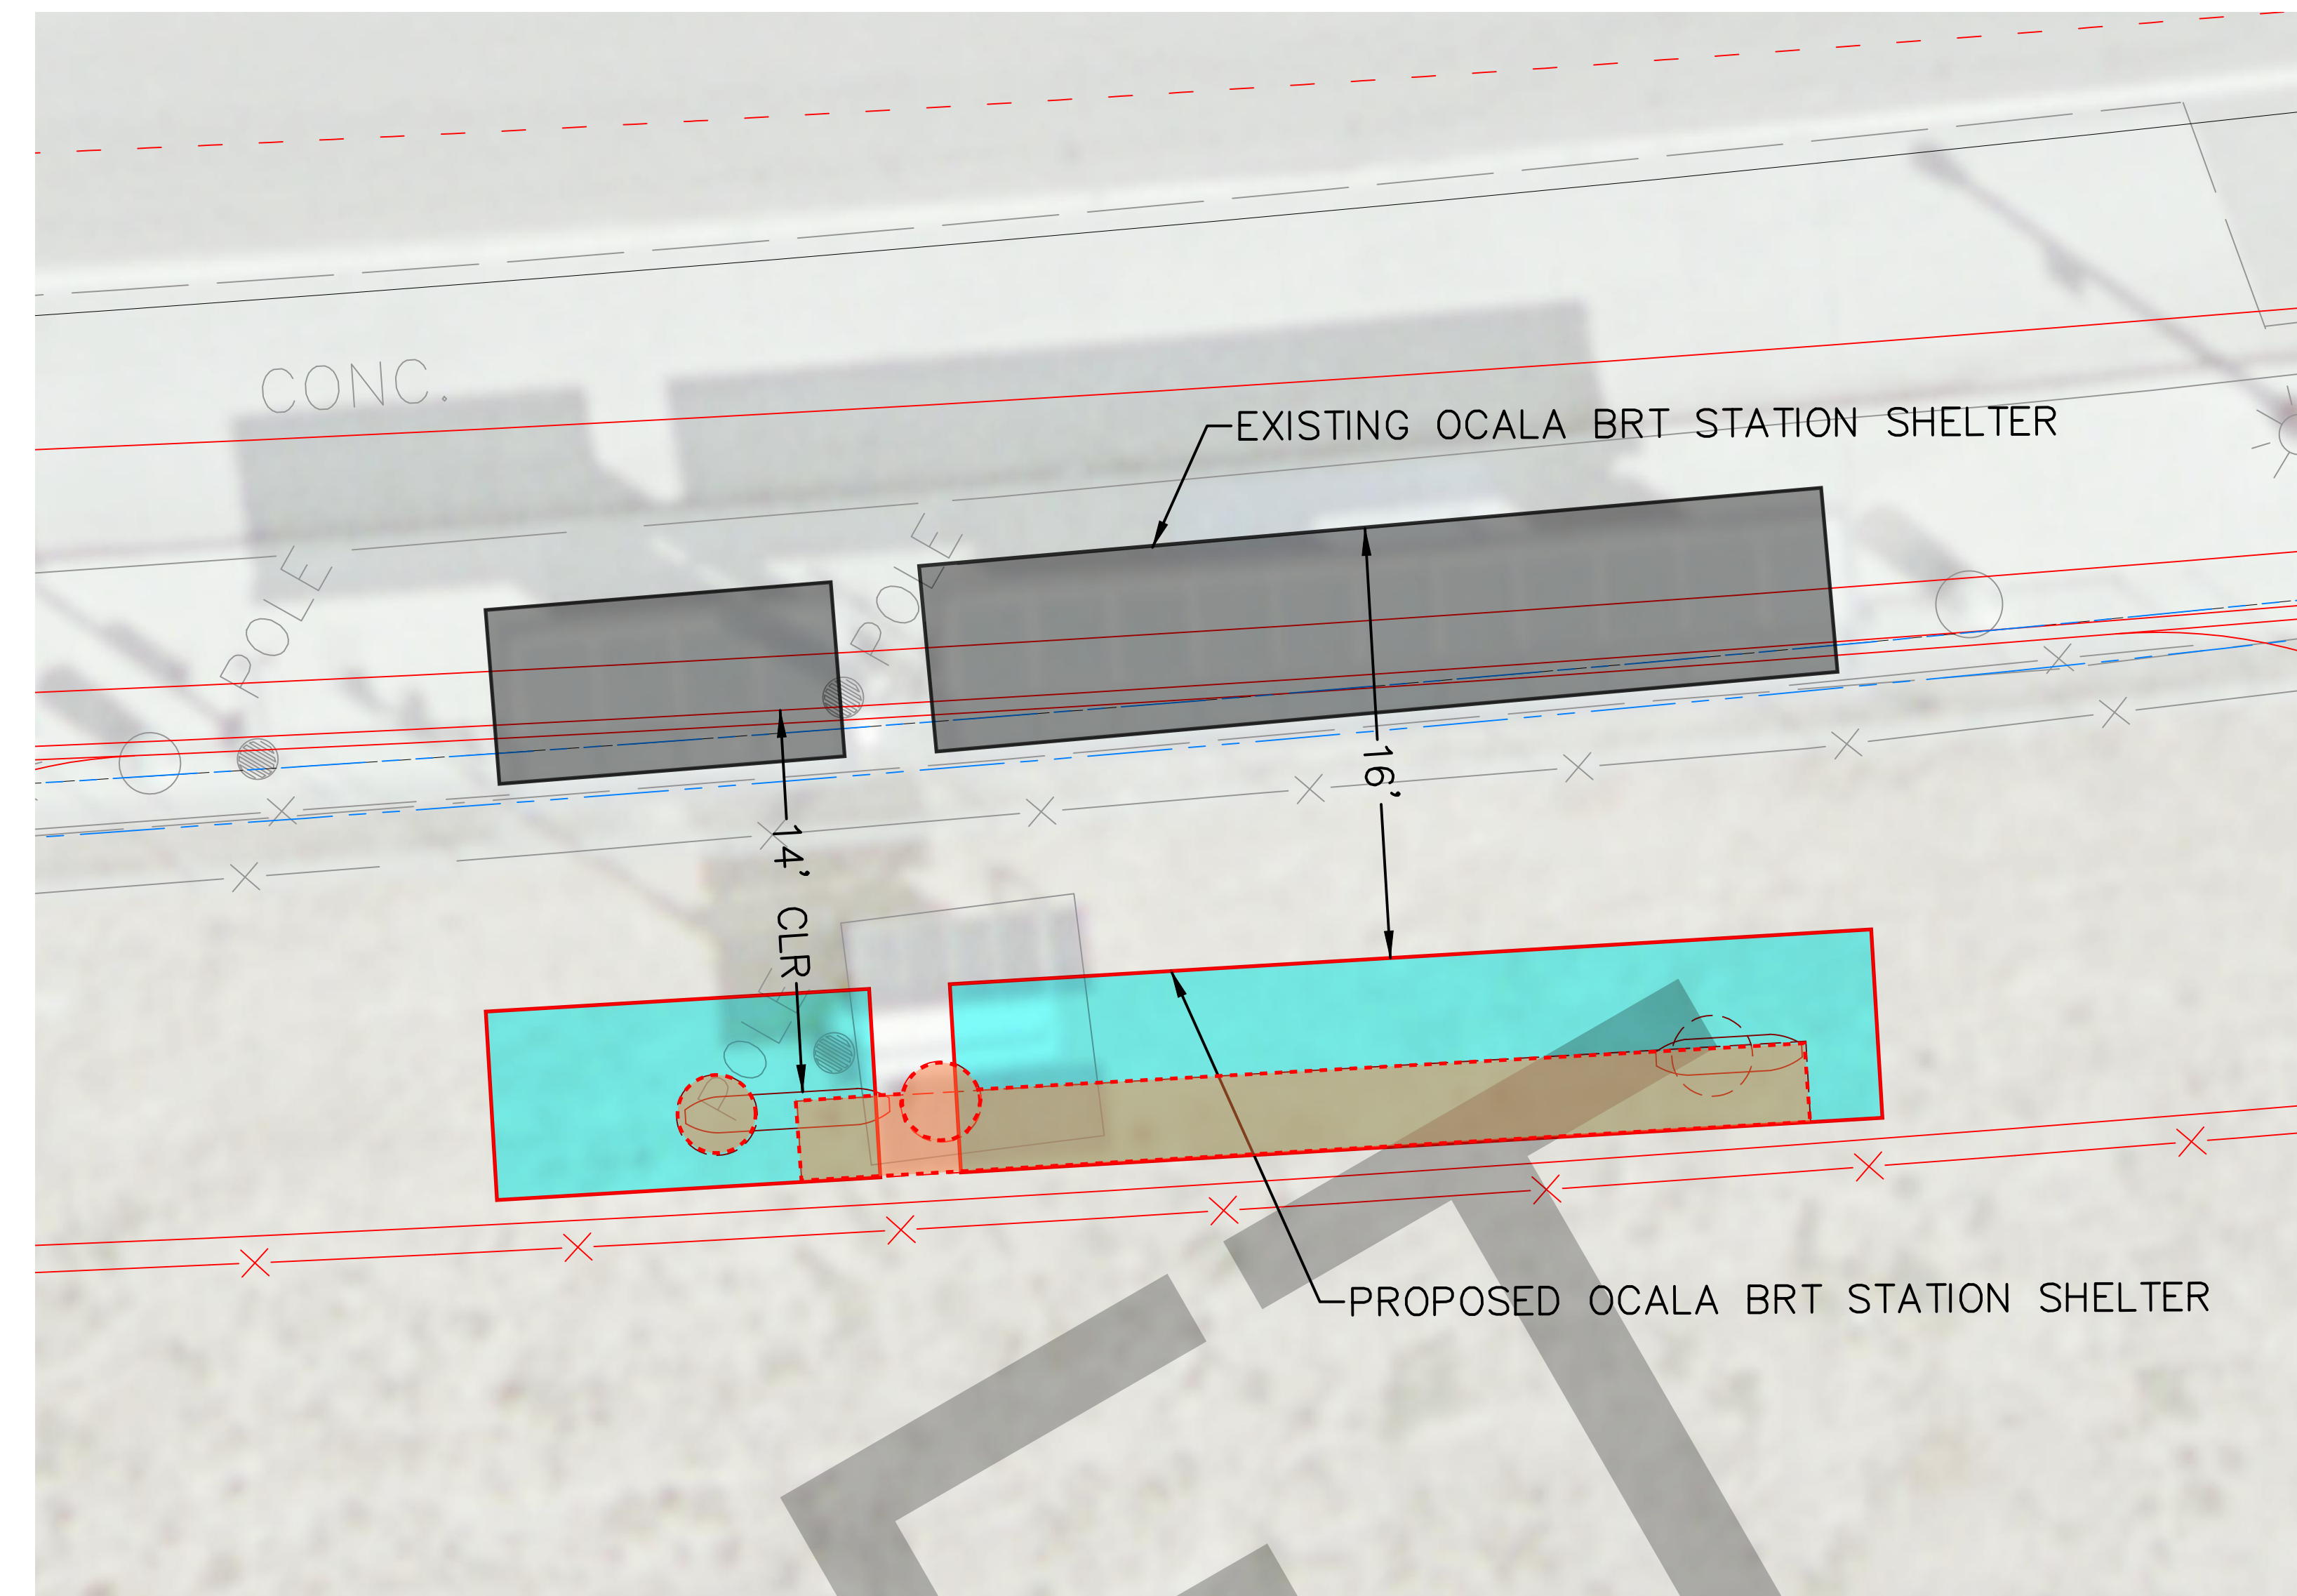 CONC.
EXISTING OCALA BRT STATION SHELTER
POLE
POLE
16'
14' CLR
POLE
PROPOSED OCALA BRT STATION SHELTER